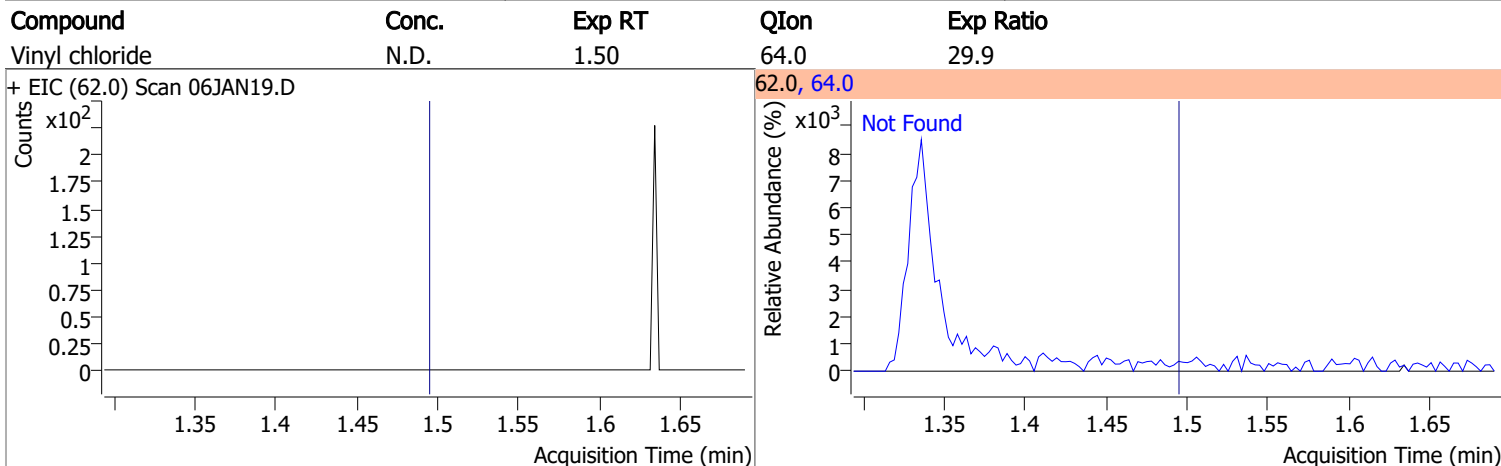 Compound Conc. Exp RT QIon Exp Ratio
Vinyl chloride N.D. 1.50 64.0 29.9
+ EIC (62.0) Scan 06JAN19.D
Counts
x10²
2
1.75
1.5
1.25
1
0.75
0.5
0.25
0
1.35 1.4 1.45 1.5 1.55 1.6 1.65
Acquisition Time (min)
62.0, 64.0
Relative Abundance (%)
x10³
Not Found
8
7
6
5
4
3
2
1
0
1.35 1.4 1.45 1.5 1.55 1.6 1.65
Acquisition Time (min)